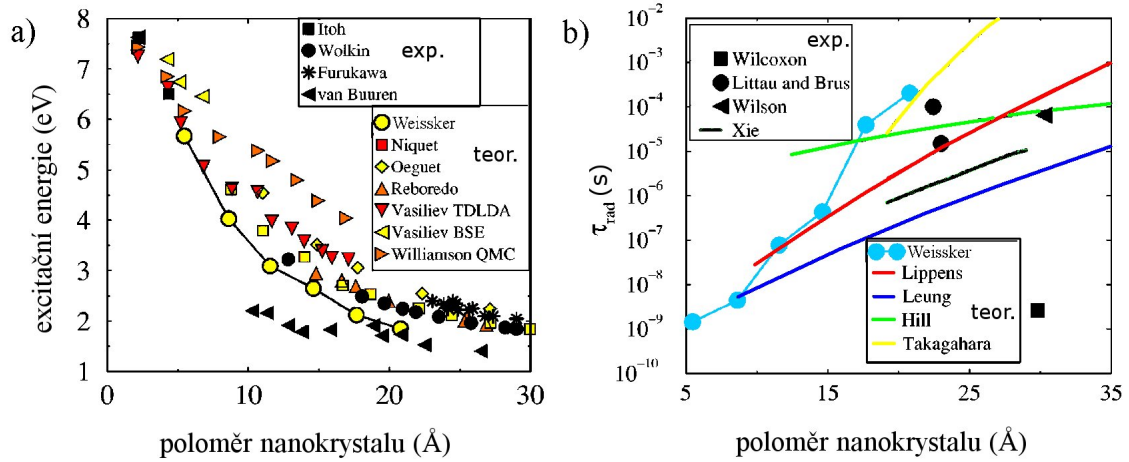 a)
excitační energie (eV)
8
7
6
5
4
3
2
1
0
5
10
15
20
25
30
poloměr nanokrystalu (Å)
Itoh
Wolkin
Furukawa
van Buuren
exp.
Weissker
Niquet
Oeguet
Reboredo
Vasiliev TDLDA
Vasiliev BSE
Williamson QMC
teor.
b)
τrad (s)
10⁻²
10⁻³
10⁻⁴
10⁻⁵
10⁻⁶
10⁻⁷
10⁻⁸
10⁻⁹
10⁻¹⁰
5
15
25
35
poloměr nanokrystalu (Å)
exp.
Wilcoxon
Littau and Brus
Wilson
Xie
Weissker
Lippens
Leung
Hill
Takagahara
teor.